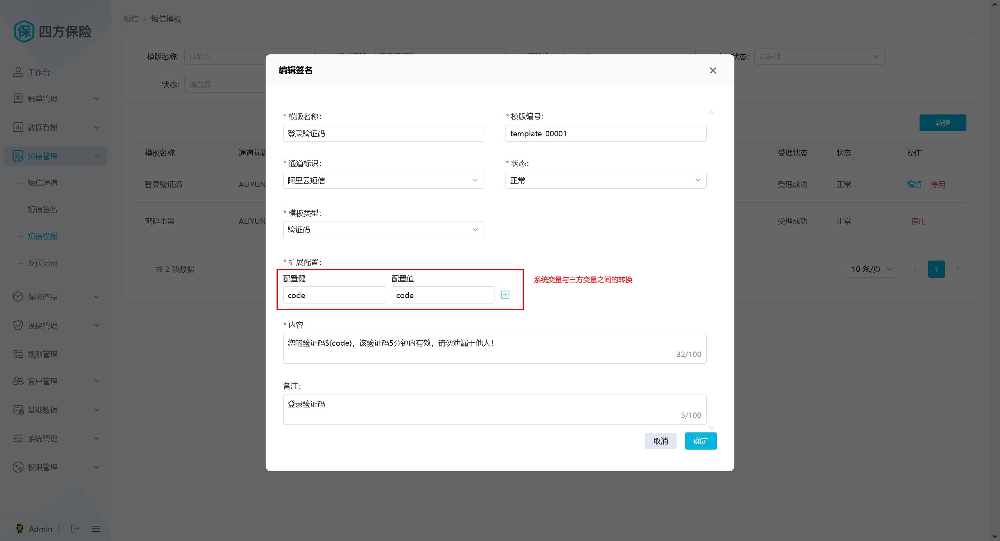 保 四方保险
工作台
账单管理
数据看板
短信管理
短信通道
短信签名
短信模板
发送记录
保险产品
投保管理
规则管理
客户管理
基础数据
系统管理
权限管理
Admin
短信 > 短信模板
模版名称: 请输入
状态: 请选择
状态: 请选择
新建
模板名称 通道标识 受理状态 状态 操作
登录验证码 ALIYUN 受理成功 正常 编辑 停用
密码重置 ALIYUN 受理成功 正常 停用
共 2 项数据 10 条/页 1
编辑签名
* 模版名称: * 模版编号:
登录验证码 template_00001
* 通道标识: * 状态:
阿里云短信 正常
* 模板类型:
验证码
* 扩展配置:
配置健 配置值
code code
系统变量与三方变量之间的转换
* 内容
您的验证码${code}，该验证码5分钟内有效，请勿泄漏于他人！
32/100
备注:
登录验证码
5/100
取消 确定